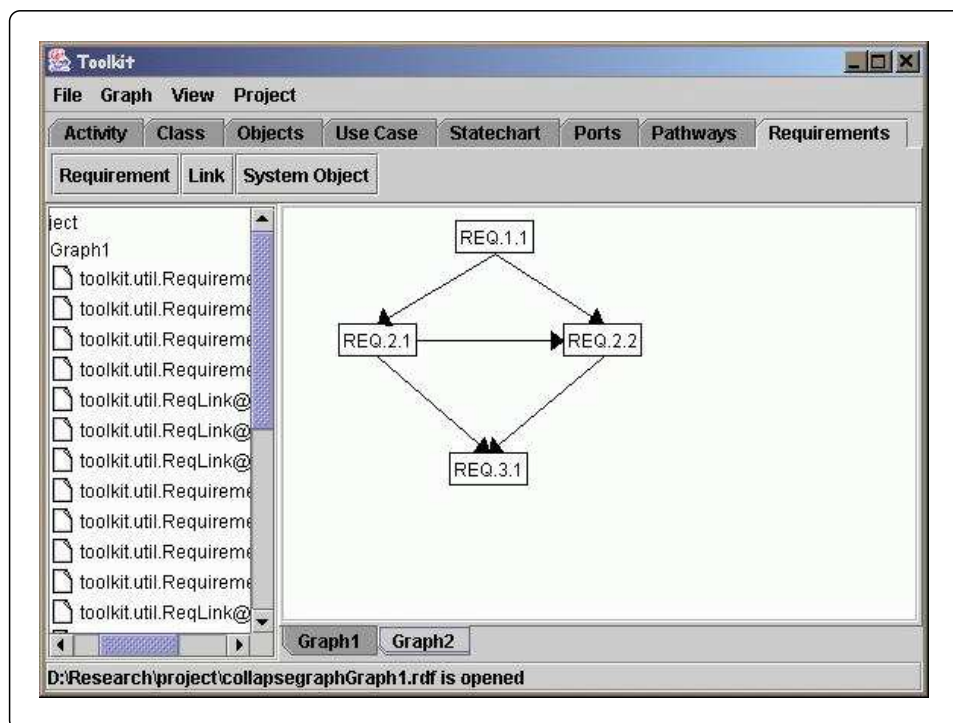 Toolkit
File Graph View Project
Activity Class Objects Use Case Statechart Ports Pathways Requirements
Requirement Link System Object
ject
Graph1
toolkit.util.Requireme
toolkit.util.Requireme
toolkit.util.Requireme
toolkit.util.Requireme
toolkit.util.ReqLink@
toolkit.util.ReqLink@
toolkit.util.ReqLink@
toolkit.util.Requireme
toolkit.util.Requireme
toolkit.util.Requireme
toolkit.util.Requireme
toolkit.util.ReqLink@
REQ.1.1
REQ.2.1 REQ.2.2
REQ.3.1
Graph1 Graph2
D:\Research\project\collapsegraphGraph1.rdf is opened